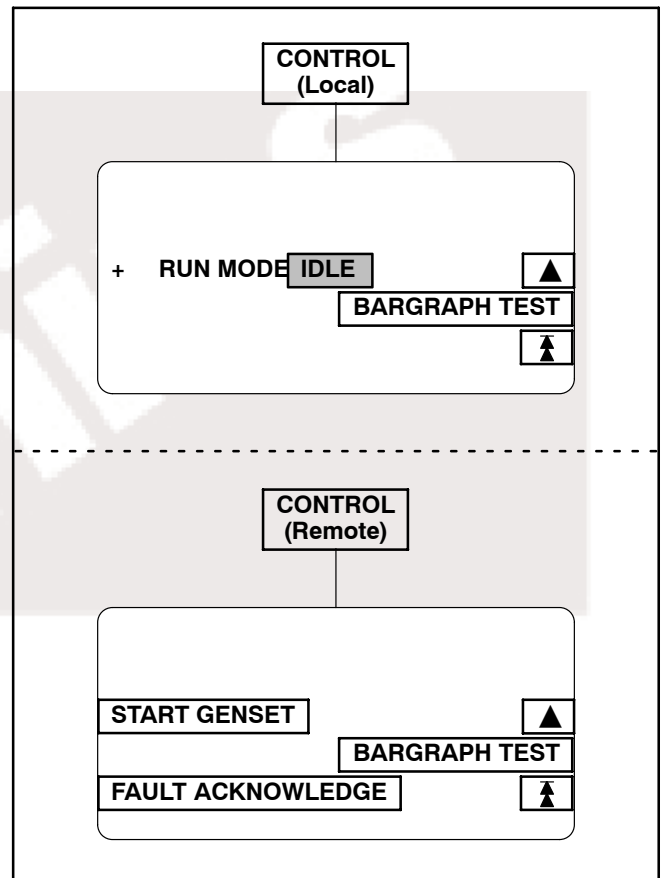 CONTROL
(Local)
+ RUN MODE IDLE ▲
BARGRAPH TEST
CONTROL
(Remote)
START GENSET ▲
BARGRAPH TEST
FAULT ACKNOWLEDGE